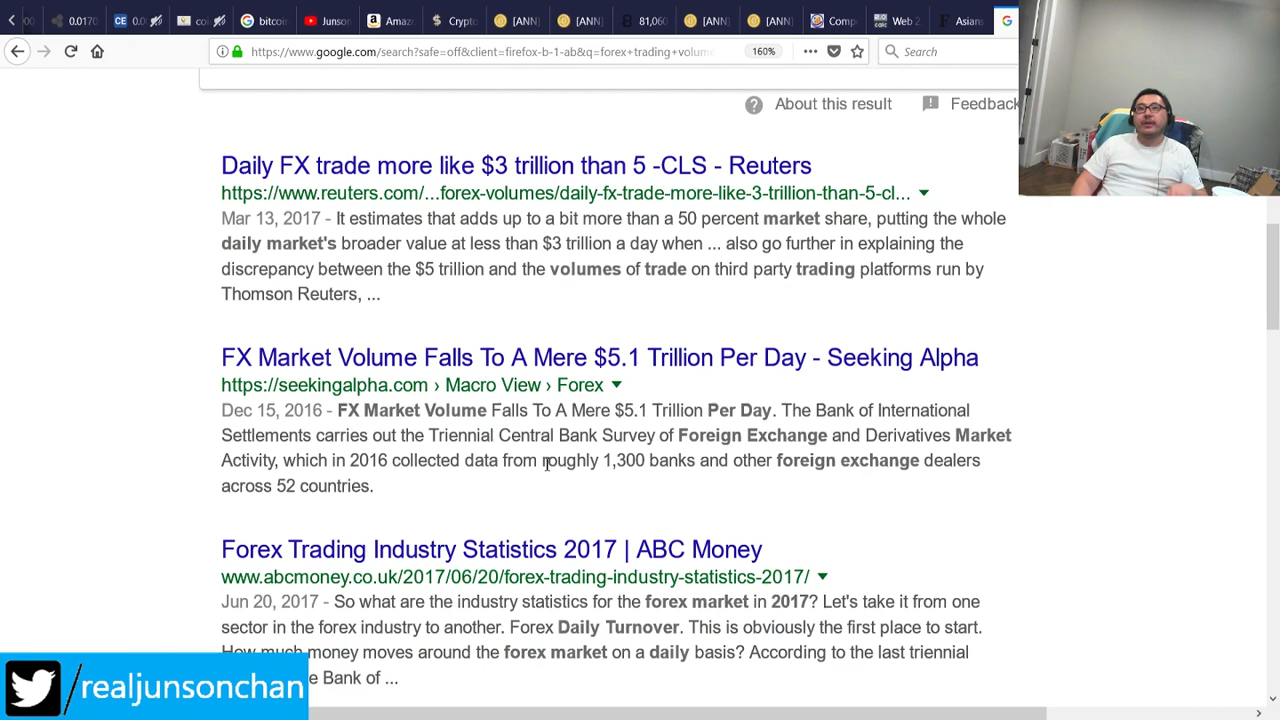 00
0.0170
CE
0.0
coi
bitcoin
Junson
Amaz
Crypto
[ANN]
[ANN]
81,060
[ANN]
[ANN]
Comp
Web 2
Asians
https://www.google.com/search?safe=off&client=firefox-b-1-ab&q=forex+trading+volume
160%
Search
About this result
Feedback
Daily FX trade more like $3 trillion than 5 -CLS - Reuters
https://www.reuters.com/...forex-volumes/daily-fx-trade-more-like-3-trillion-than-5-cl...
Mar 13, 2017 - It estimates that adds up to a bit more than a 50 percent market share, putting the whole
daily market's broader value at less than $3 trillion a day when ... also go further in explaining the
discrepancy between the $5 trillion and the volumes of trade on third party trading platforms run by
Thomson Reuters, ...
FX Market Volume Falls To A Mere $5.1 Trillion Per Day - Seeking Alpha
https://seekingalpha.com › Macro View › Forex
Dec 15, 2016 - FX Market Volume Falls To A Mere $5.1 Trillion Per Day. The Bank of International
Settlements carries out the Triennial Central Bank Survey of Foreign Exchange and Derivatives Market
Activity, which in 2016 collected data from roughly 1,300 banks and other foreign exchange dealers
across 52 countries.
Forex Trading Industry Statistics 2017 | ABC Money
www.abcmoney.co.uk/2017/06/20/forex-trading-industry-statistics-2017/
Jun 20, 2017 - So what are the industry statistics for the forex market in 2017? Let's take it from one
sector in the forex industry to another. Forex Daily Turnover. This is obviously the first place to start.
How much money moves around the forex market on a daily basis? According to the last triennial
e Bank of ...
/realjunsonchan